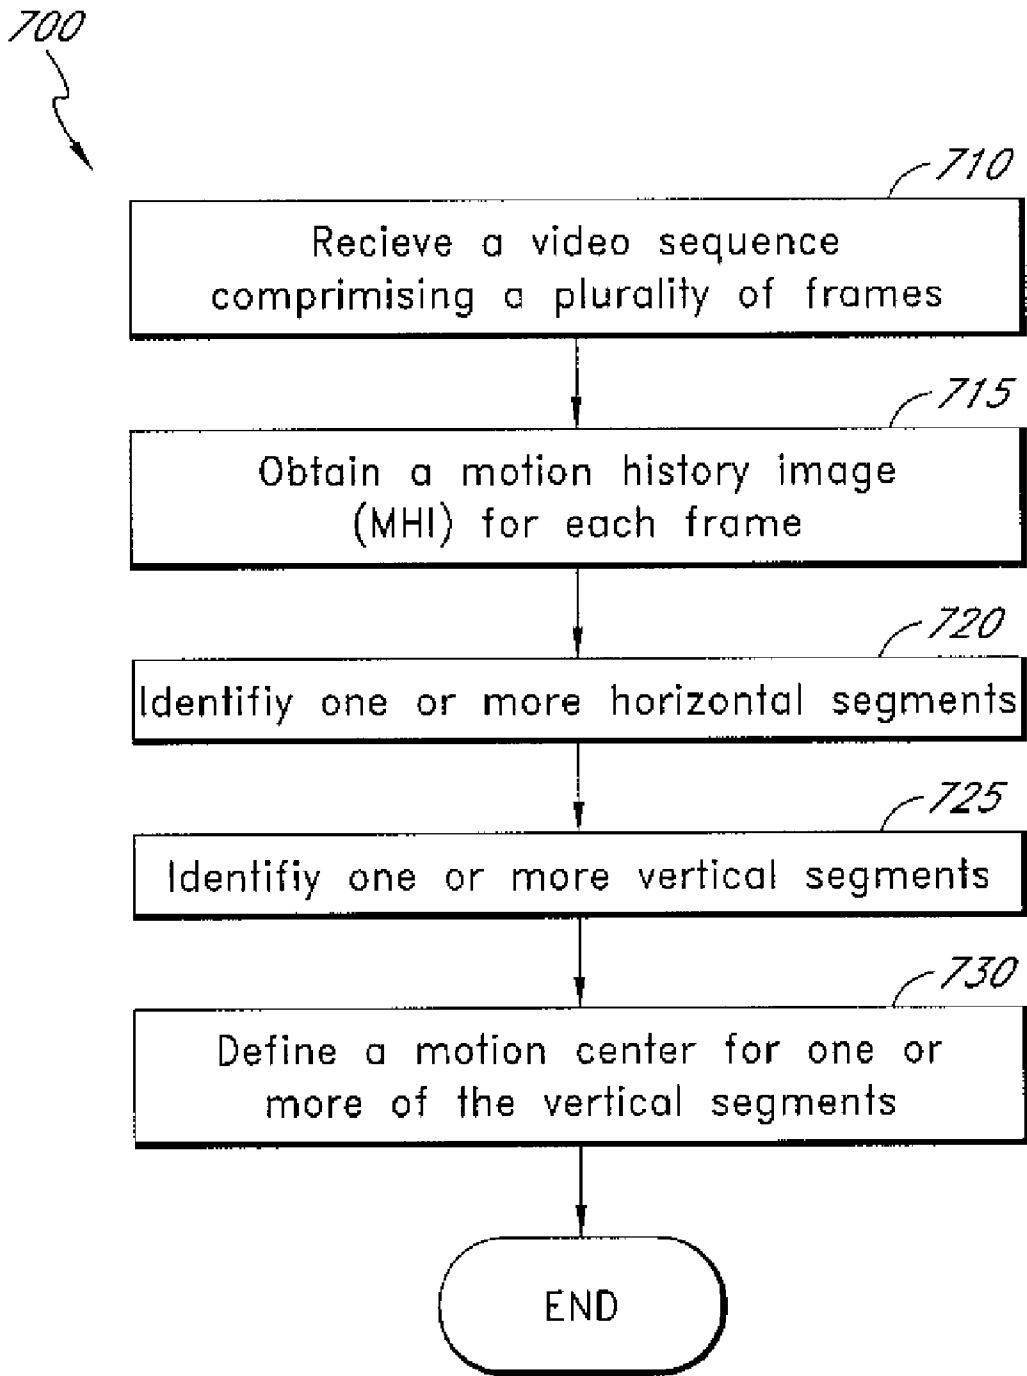 700
710
Recieve a video sequence
comprimising a plurality of frames
715
Obtain a motion history image
(MHI) for each frame
720
Identifiy one or more horizontal segments
725
Identifiy one or more vertical segments
730
Define a motion center for one or
more of the vertical segments
END